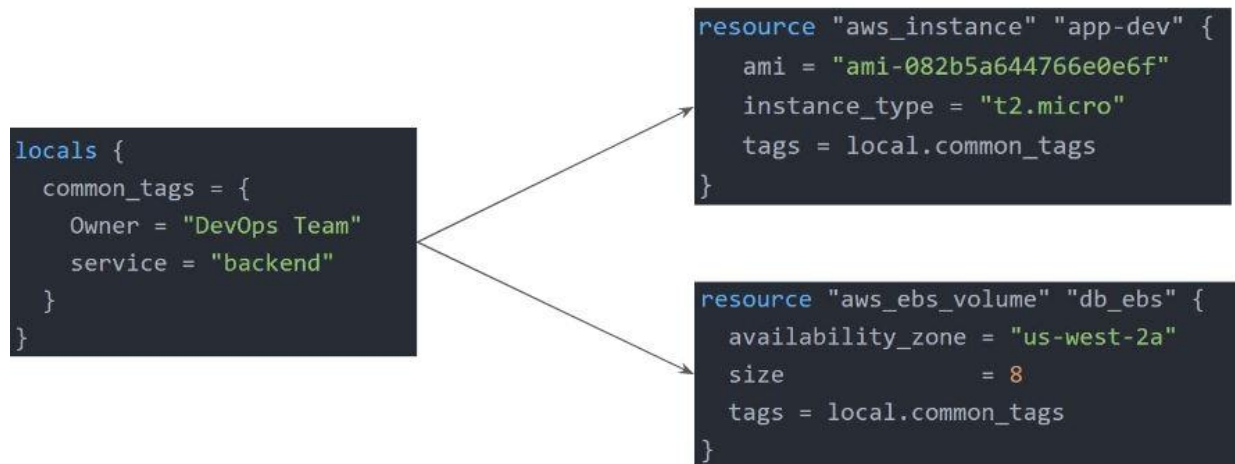 locals {
common_tags = {
Owner = "DevOps Team"
service = "backend"
}
}
resource "aws_instance" "app-dev" {
ami = "ami-082b5a644766e0e6f"
instance_type = "t2.micro"
tags = local.common_tags
}
resource "aws_ebs_volume" "db_ebs" {
availability_zone = "us-west-2a"
size = 8
tags = local.common_tags
}